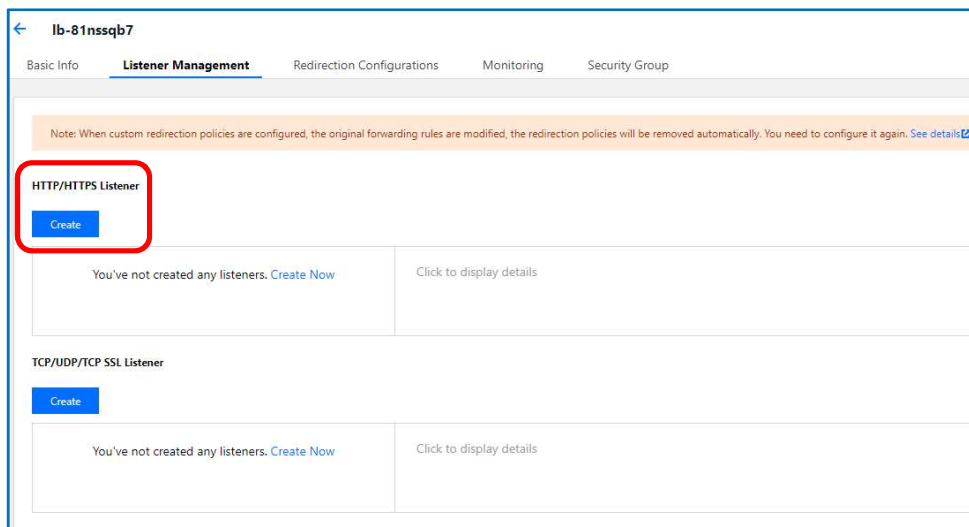 lb-81nssqb7
Basic Info Listener Management Redirection Configurations Monitoring Security Group
Note: When custom redirection policies are configured, the original forwarding rules are modified, the redirection policies will be removed automatically. You need to configure it again. See details
HTTP/HTTPS Listener
Create
You've not created any listeners. Create Now
Click to display details
TCP/UDP/TCP SSL Listener
Create
You've not created any listeners. Create Now
Click to display details